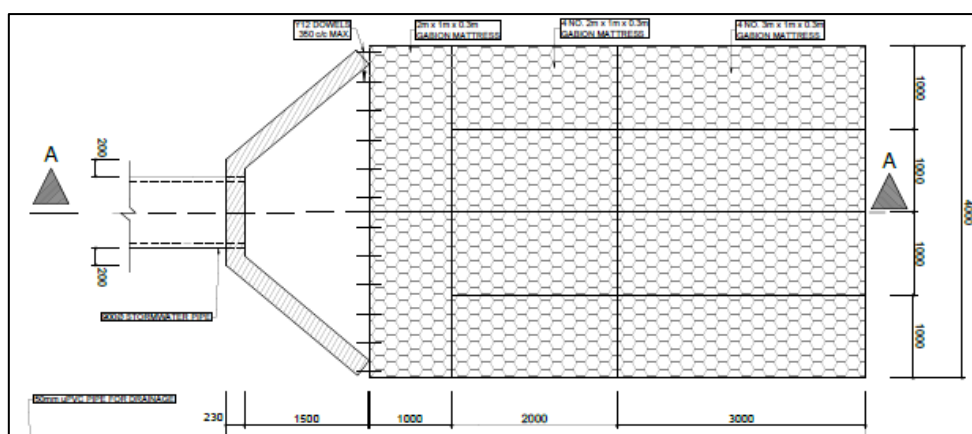 Y12 DOWELS
350 c/c MAX.
2m x 1m x 0.3m
GABION MATTRESS
4 NO. 2m x 1m x 0.3m
GABION MATTRESS
4 NO. 3m x 1m x 0.3m
GABION MATTRESS
A
A
200
200
1000
1000
1000
1000
4000
STORMWATER PIPE
50mm uPVC PIPE FOR DRAINAGE
230
1500
1000
2000
3000